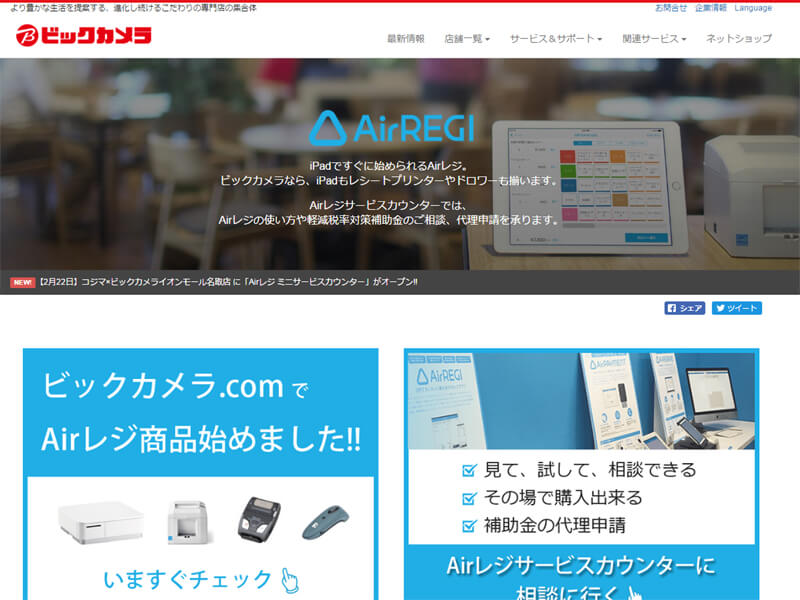 より豊かな生活を提案する、進化し続けるこだわりの専門店の集合体
お問合せ 企業情報 Language
ビックカメラ
最新情報 店舗一覧 サービス＆サポート 関連サービス ネットショップ
AirREGI
iPadですぐに始められるAirレジ。
ビックカメラなら、iPadもレシートプリンターやドロワーも揃います。
Airレジサービスカウンターでは、
Airレジの使い方や軽減税率対策補助金のご相談、代理申請を承ります。
NEW! 【2月22日】コジマ×ビックカメライオンモール名取店 に「Airレジ ミニサービスカウンター」がオープン!!
シェア ツイート
ビックカメラ.com で
Airレジ商品始めました!!
いますぐチェック
AirREGI
AirPAYMENT
AirREGI
見て、試して、相談できる
その場で購入出来る
補助金の代理申請
Airレジサービスカウンターに
相談に行く